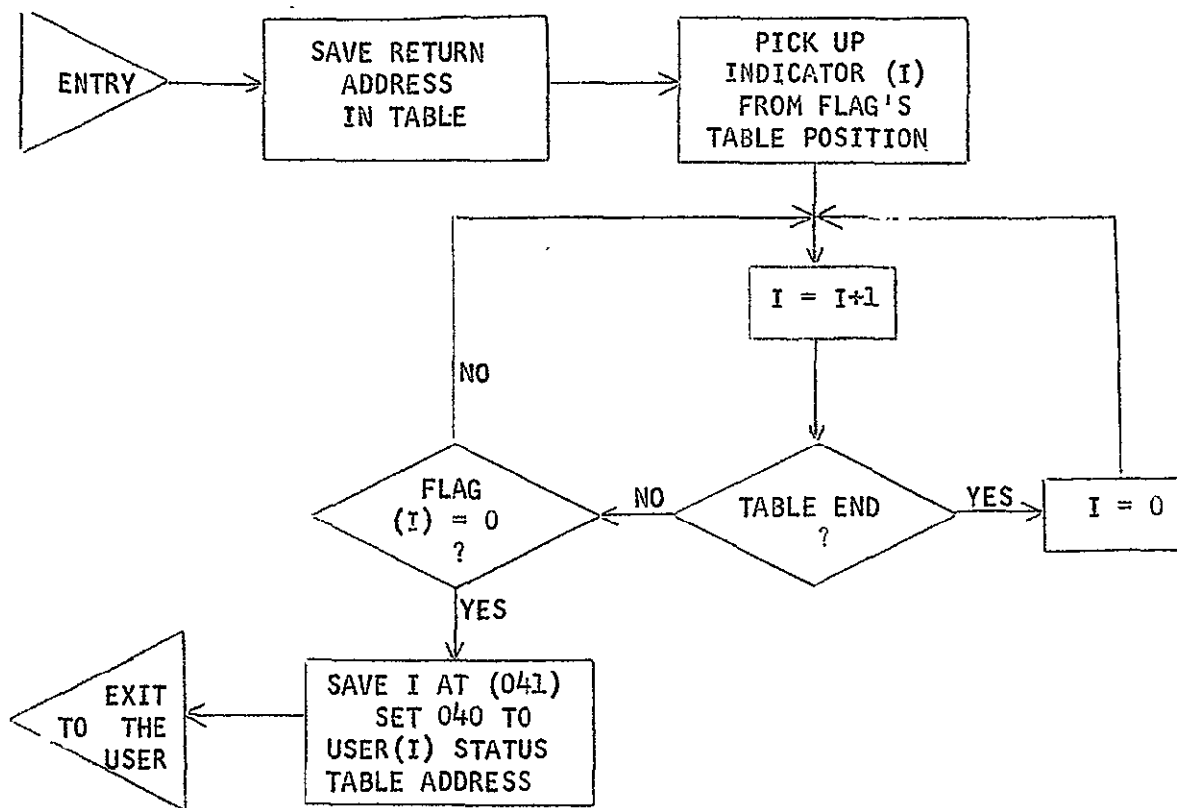 ENTRY
SAVE RETURN
ADDRESS
IN TABLE
PICK UP
INDICATOR (I)
FROM FLAG'S
TABLE POSITION
I = I+1
NO
FLAG
(I) = 0
?
NO
TABLE END
?
YES
I = 0
YES
EXIT
TO THE
USER
SAVE I AT (041)
SET 040 TO
USER(I) STATUS
TABLE ADDRESS